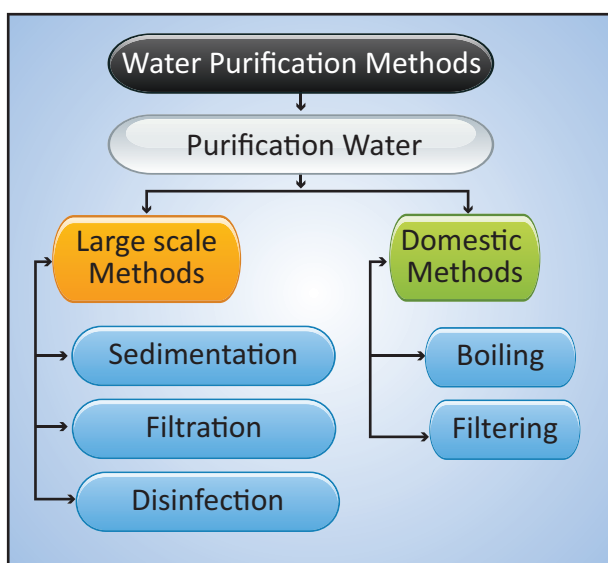 Water Purification Methods
Purification Water
Large scale
Methods
Sedimentation
Filtration
Disinfection
Domestic
Methods
Boiling
Filtering